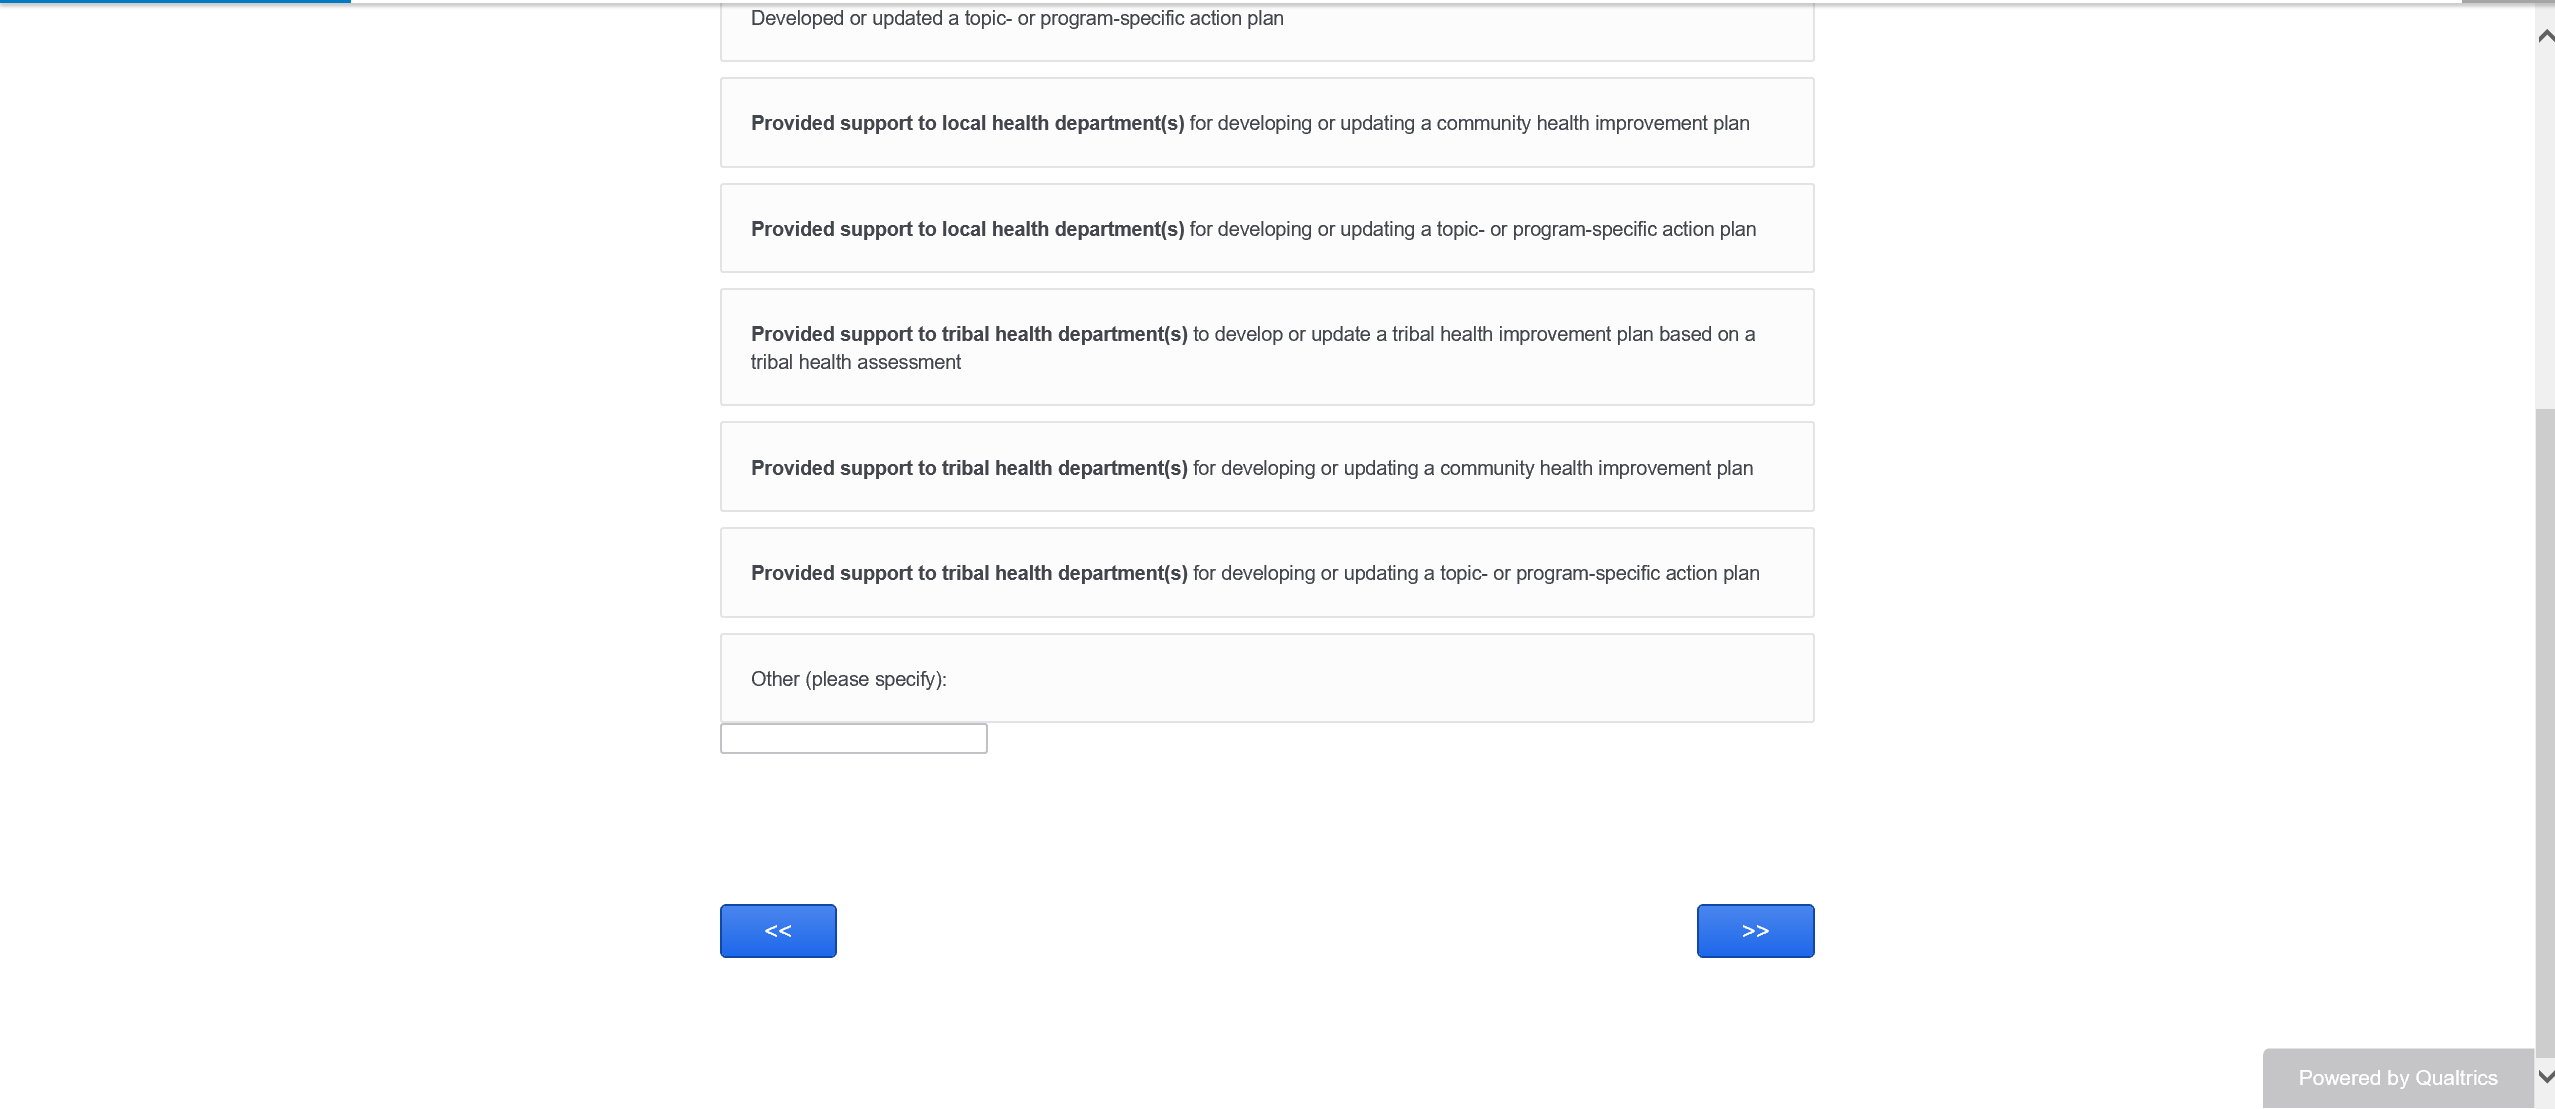 Developed or updated a topic- or program-specific action plan
Provided support to local health department(s) for developing or updating a community health improvement plan
Provided support to local health department(s) for developing or updating a topic- or program-specific action plan
Provided support to tribal health department(s) to develop or update a tribal health improvement plan based on a
tribal health assessment
Provided support to tribal health department(s) for developing or updating a community health improvement plan
Provided support to tribal health department(s) for developing or updating a topic- or program-specific action plan
Other (please specify):
<< >>
Powered by Qualtrics